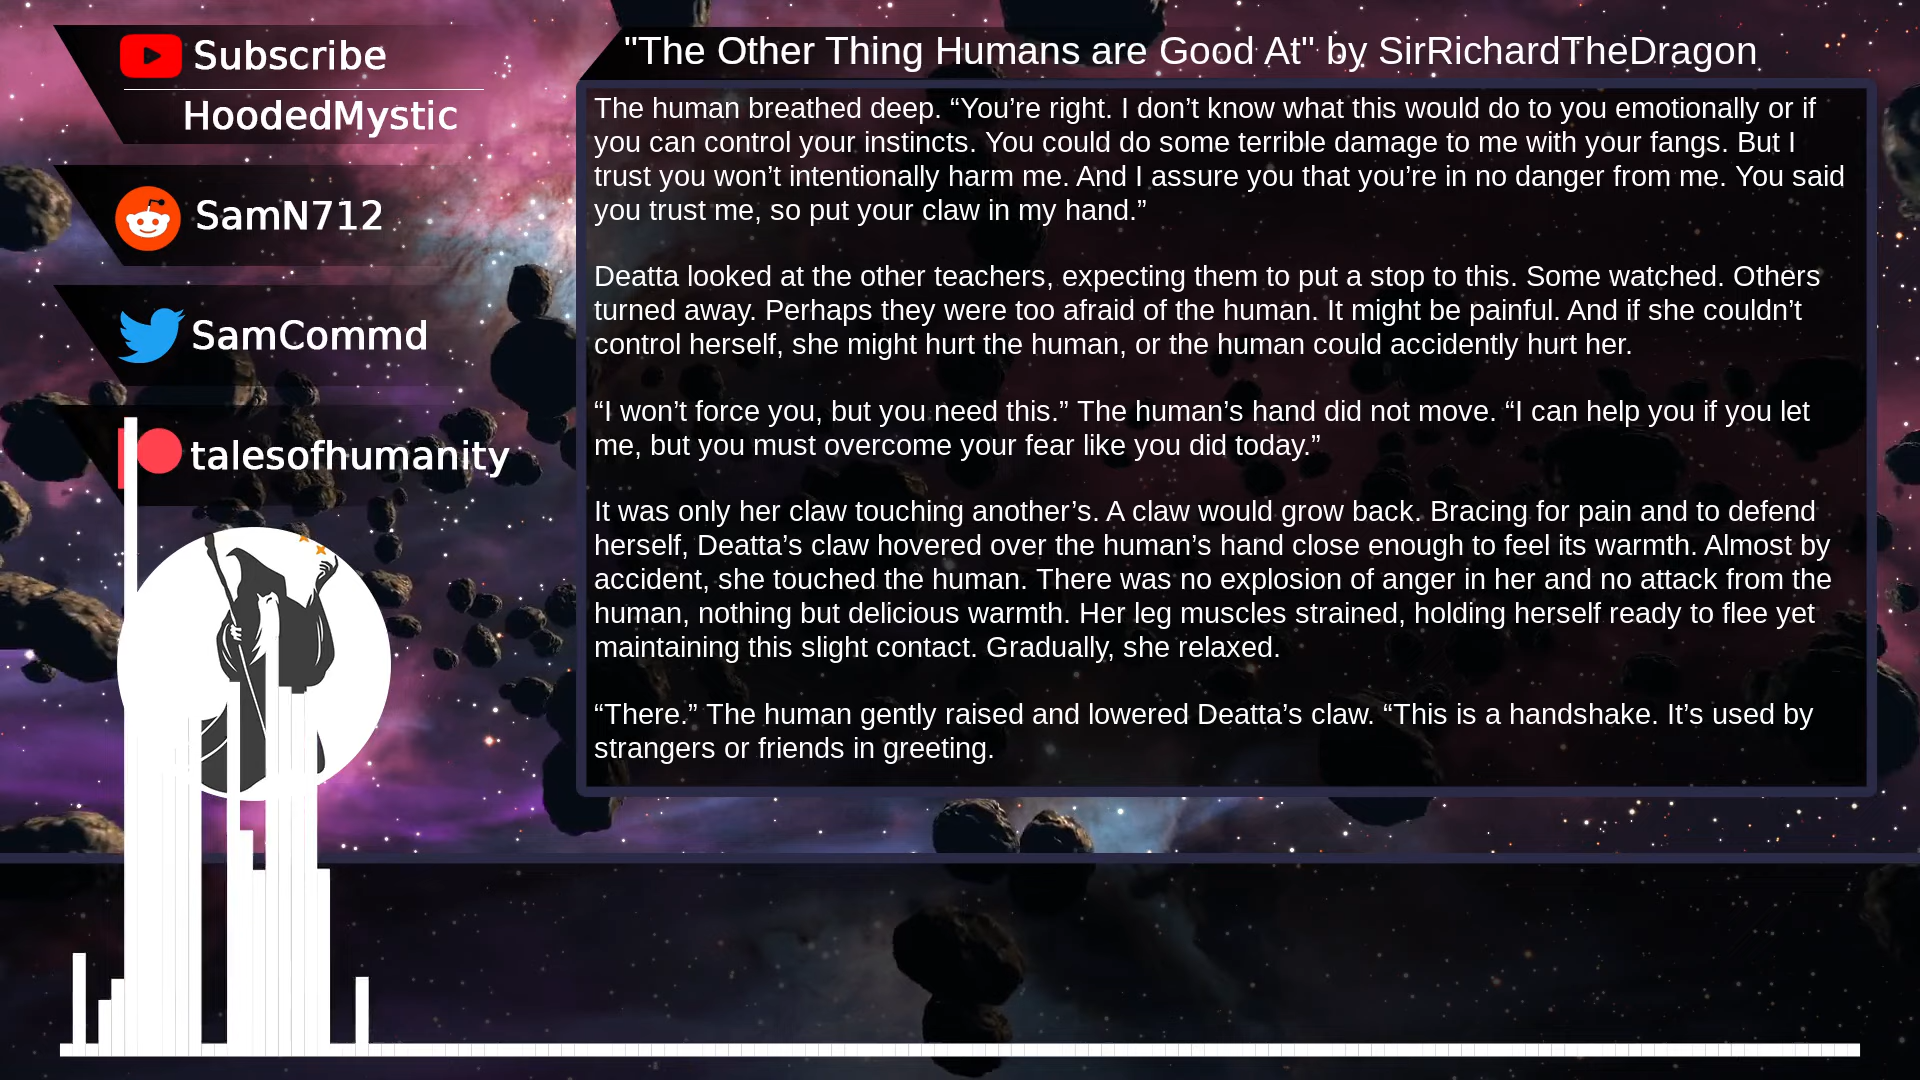 Subscribe
HoodedMystic
SamN712
SamCommd
talesofhumanity
"The Other Thing Humans are Good At" by SirRichardTheDragon
The human breathed deep. “You’re right. I don’t know what this would do to you emotionally or if
you can control your instincts. You could do some terrible damage to me with your fangs. But I
trust you won’t intentionally harm me. And I assure you that you’re in no danger from me. You said
you trust me, so put your claw in my hand.”
Deatta looked at the other teachers, expecting them to put a stop to this. Some watched. Others
turned away. Perhaps they were too afraid of the human. It might be painful. And if she couldn’t
control herself, she might hurt the human, or the human could accidently hurt her.
“I won’t force you, but you need this.” The human’s hand did not move. “I can help you if you let
me, but you must overcome your fear like you did today.”
It was only her claw touching another’s. A claw would grow back. Bracing for pain and to defend
herself, Deatta’s claw hovered over the human’s hand close enough to feel its warmth. Almost by
accident, she touched the human. There was no explosion of anger in her and no attack from the
human, nothing but delicious warmth. Her leg muscles strained, holding herself ready to flee yet
maintaining this slight contact. Gradually, she relaxed.
“There.” The human gently raised and lowered Deatta’s claw. “This is a handshake. It’s used by
strangers or friends in greeting.